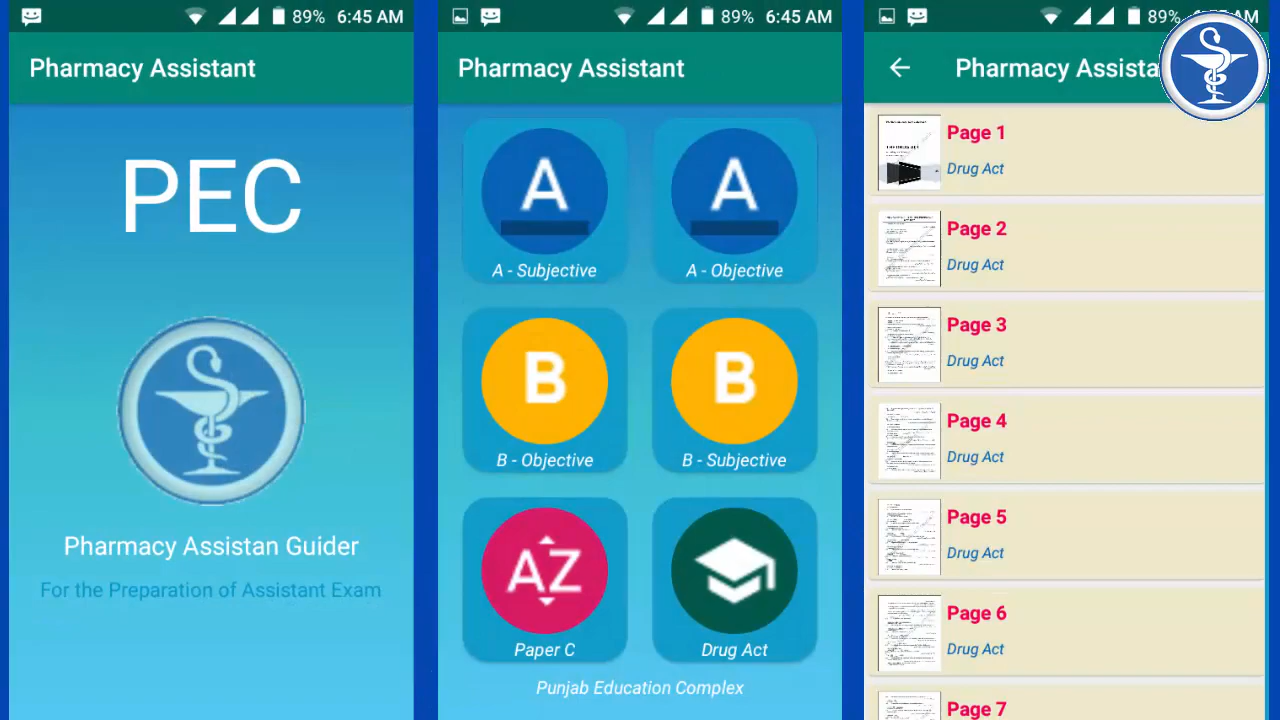 89% 6:45 AM
Pharmacy Assistant
PEC
For the Preparation of Assistant Exam
89% 6:45 AM
Pharmacy Assistant
A
A
A - Subjective
A - Objective
B
B
- Objective
B - Subjective
AZ
Paper C
Drug Act
Punjab Education Complex
89%
Pharmacy Assista
Page 1
Drug Act
Page 2
Drug Act
Page 3
Drug Act
Page 4
Drug Act
Page 5
Drug Act
Page 6
Drug Act
Page 7